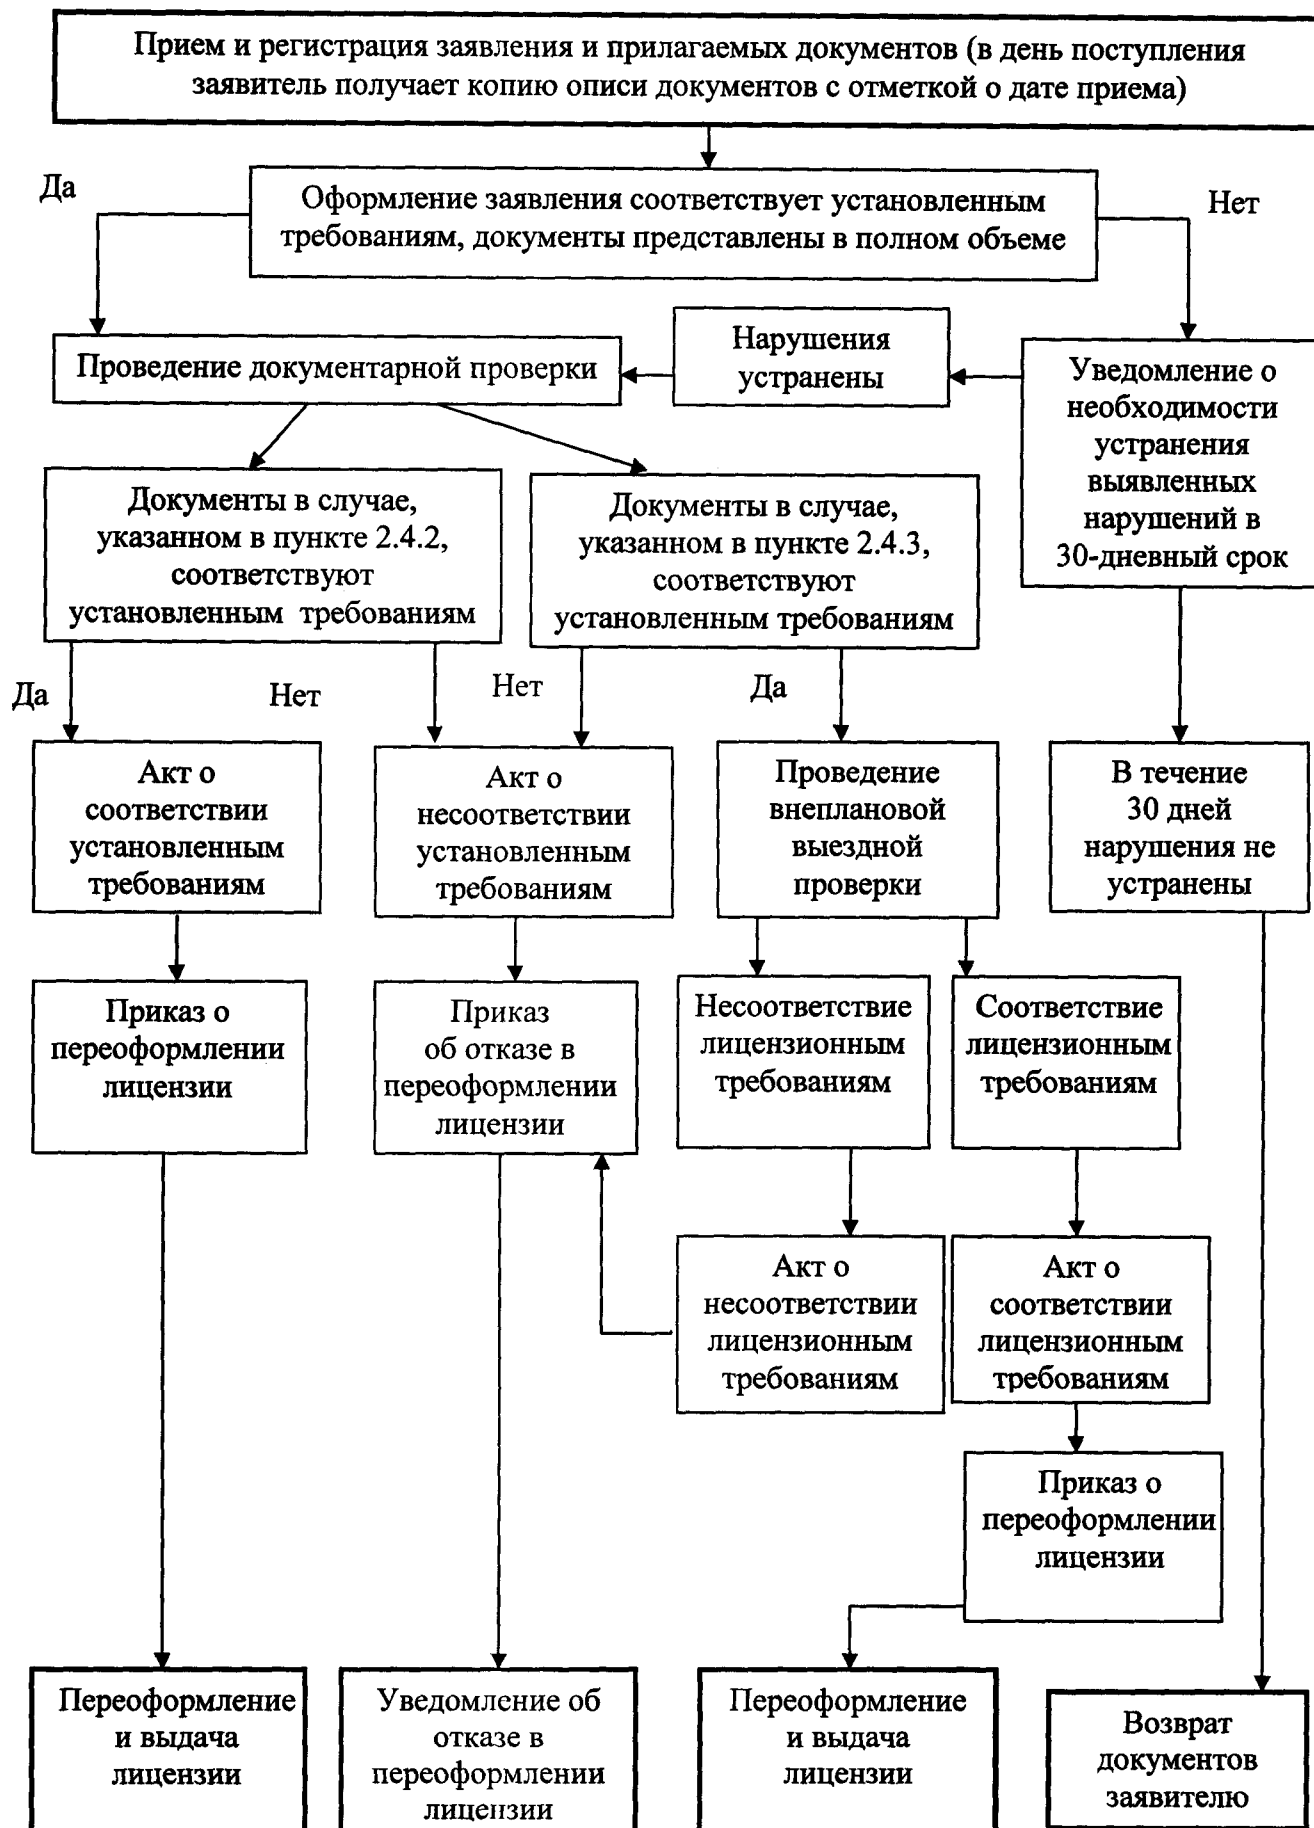 Прием и регистрация заявления и прилагаемых документов (в день поступления
заявитель получает копию описи документов с отметкой о дате приема)
Да
Оформление заявления соответствует установленным
требованиям, документы представлены в полном объеме
Нет
Проведение документарной проверки
Нарушения
устранены
Уведомление о
необходимости
устранения
выявленных
нарушений в
30-дневный срок
Документы в случае,
указанном в пункте 2.4.2,
соответствуют
установленным требованиям
Документы в случае,
указанном в пункте 2.4.3,
соответствуют
установленным требованиям
Да
Нет
Нет
Да
Акт о
соответствии
установленным
требованиям
Акт о
несоответствии
установленным
требованиям
Проведение
внеплановой
выездной
проверки
В течение
30 дней
нарушения не
устранены
Приказ о
переоформлении
лицензии
Приказ
об отказе в
переоформлении
лицензии
Несоответствие
лицензионным
требованиям
Соответствие
лицензионным
требованиям
Акт о
несоответствии
лицензионным
требованиям
Акт о
соответствии
лицензионным
требованиям
Приказ о
переоформлении
лицензии
Переоформление
и выдача
лицензии
Уведомление об
отказе в
переоформлении
лицензии
Переоформление
и выдача
лицензии
Возврат
документов
заявителю